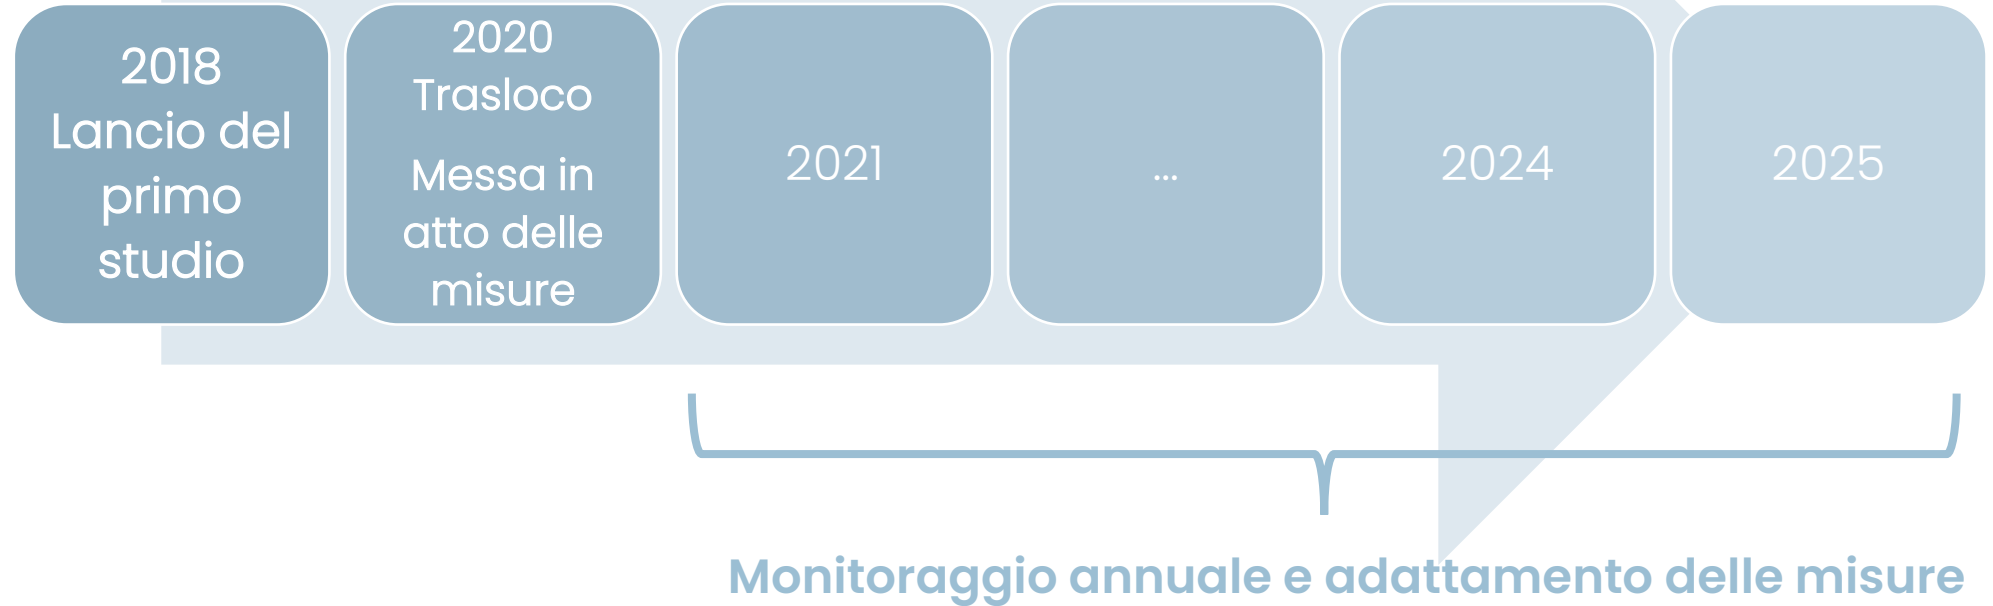 2018
Lancio del
primo
studio
2020
Trasloco
Messa in
atto delle
misure
2021
...
2024
2025
Monitoraggio annuale e adattamento delle misure